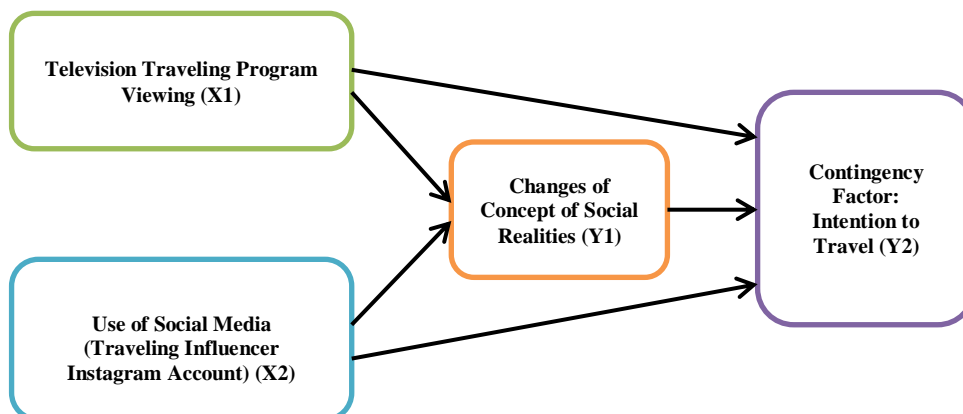 Television Traveling Program
Viewing (X1)
Changes of
Concept of Social
Realities (Y1)
Contingency
Factor:
Intention to
Travel (Y2)
Use of Social Media
(Traveling Influencer
Instagram Account) (X2)